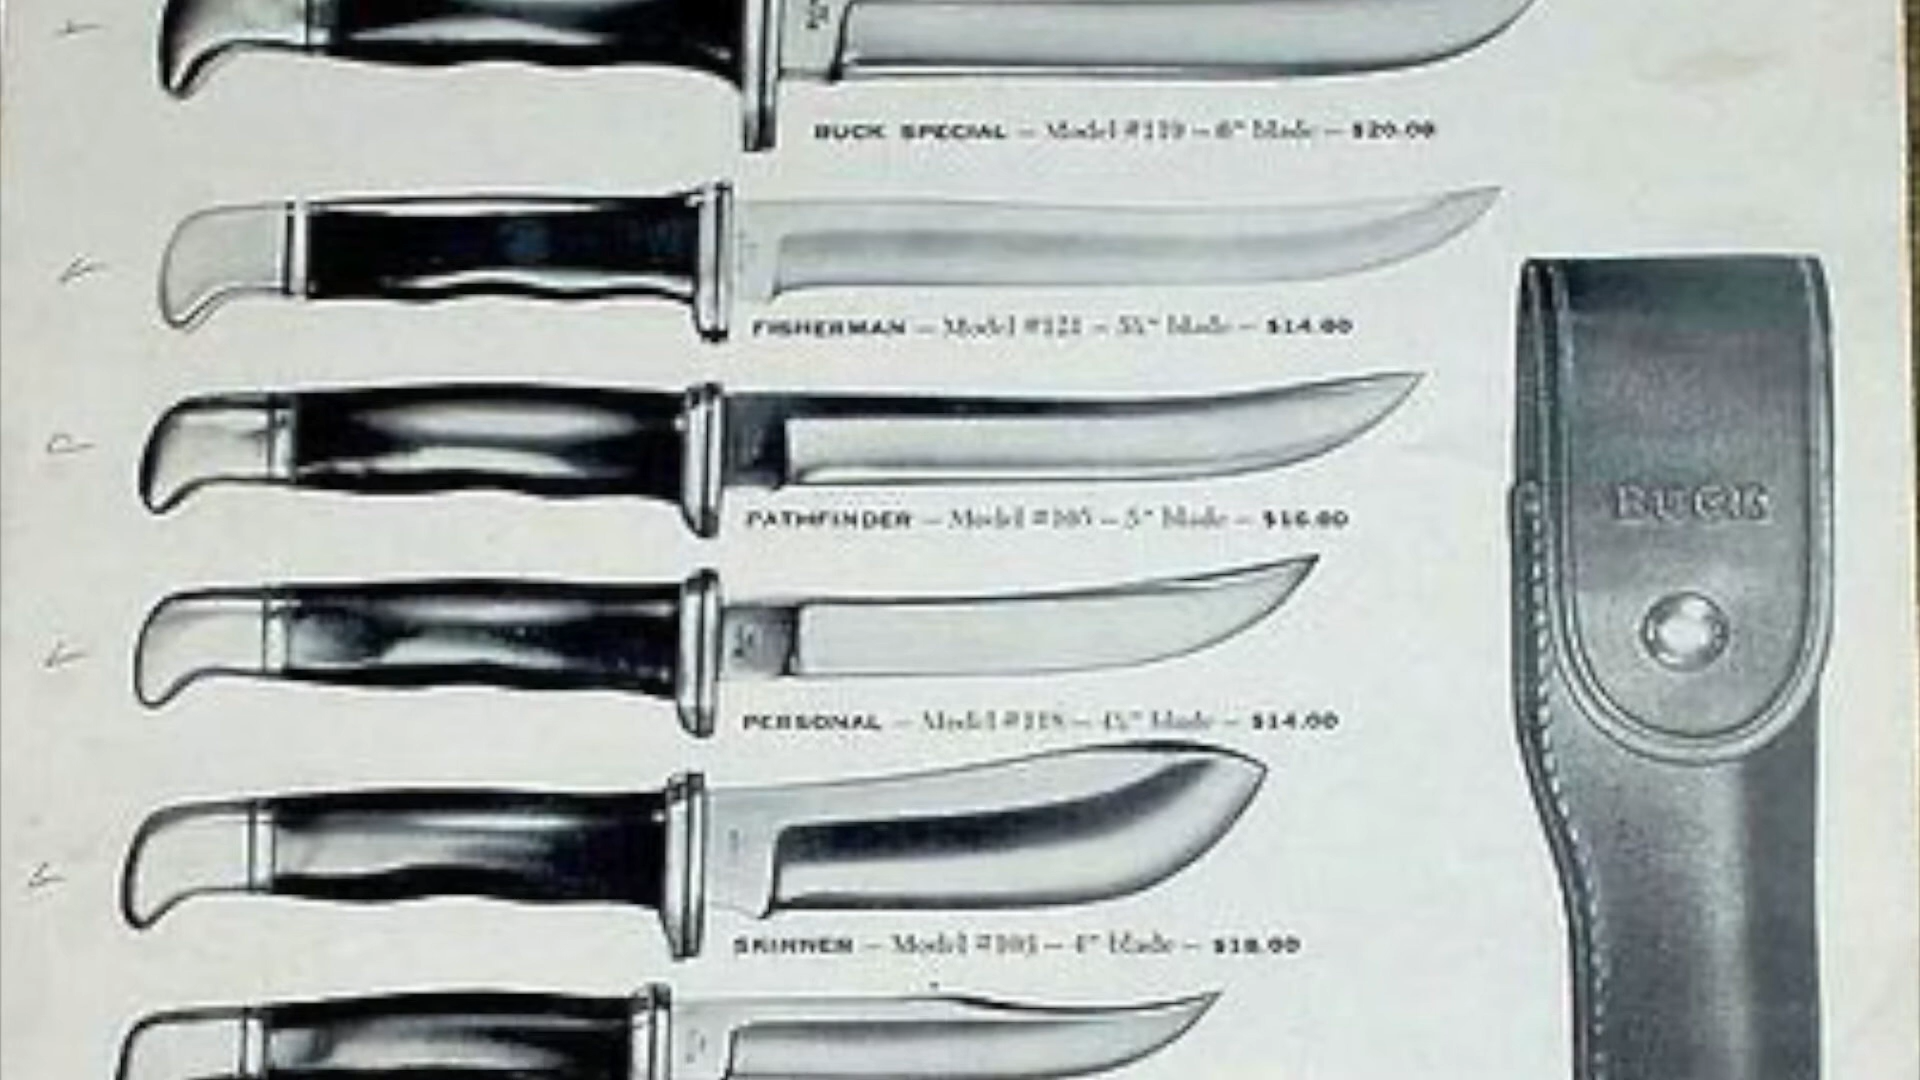 BUCK SPECIAL — Model #119 — 6" blade — $20.00
FISHERMAN — Model #121 — 5½" blade — $14.00
BUCK
PATHFINDER — Model #105 — 5" blade — $16.00
PERSONAL — Model #118 — 4½" blade — $14.00
SKINNER — Model #103 — 4" blade — $18.00